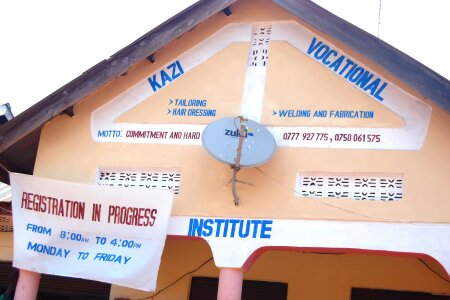 KAZI VOCATIONAL
> TAILORING
> HAIR DRESSING
> WELDING AND FABRICATION
MOTTO: COMMITMENT AND HARD
0777 927775, 0758 061575
zuku
INSTITUTE
REGISTRATION IN PROGRESS
FROM 8:00AM TO 4:00PM
MONDAY TO FRIDAY